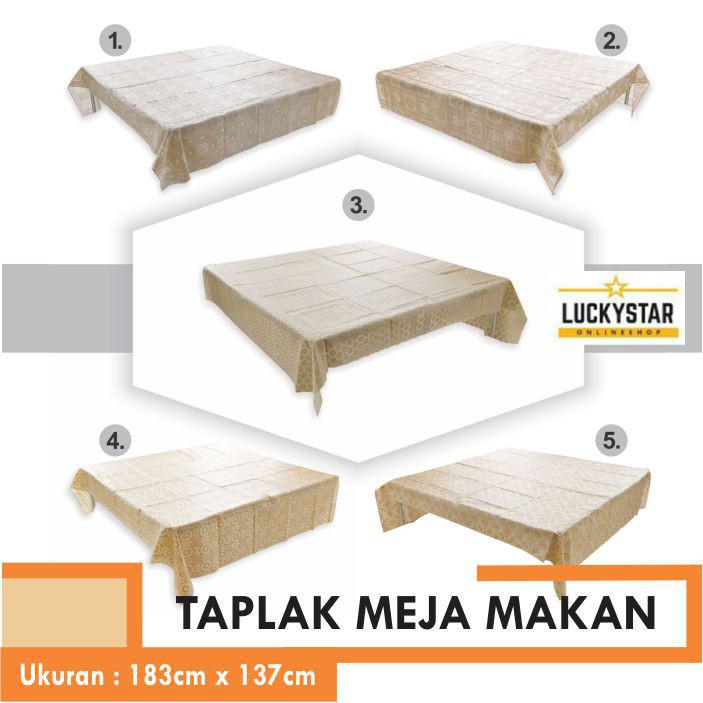 1.
2.
3.
LUCKYSTAR
ONLINESHOP
4.
5.
TAPLAK MEJA MAKAN
Ukuran : 183cm x 137cm